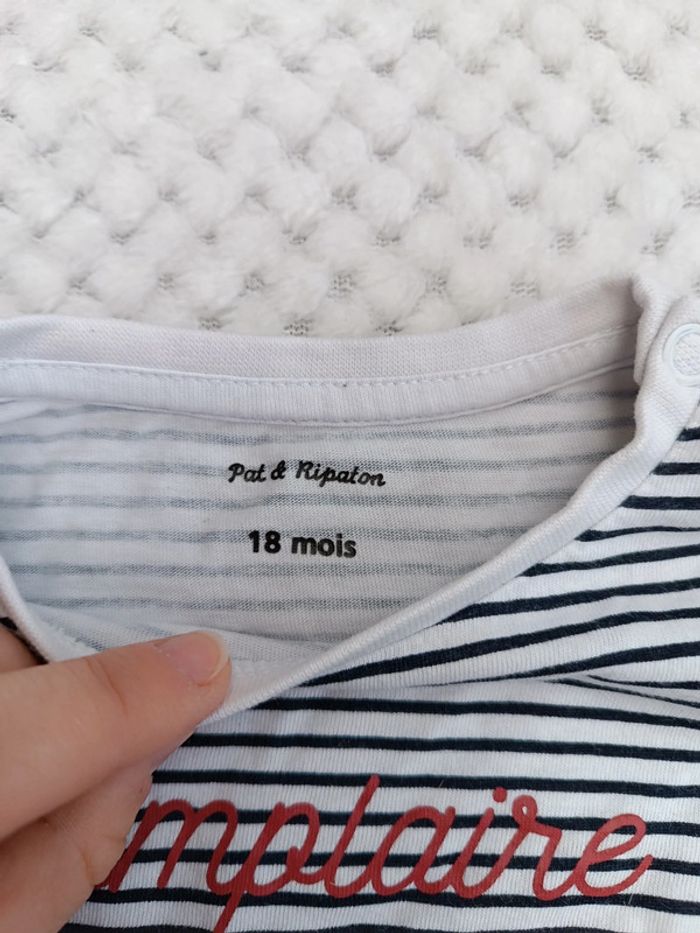 Pat & Ripaton
18 mois
mplaire